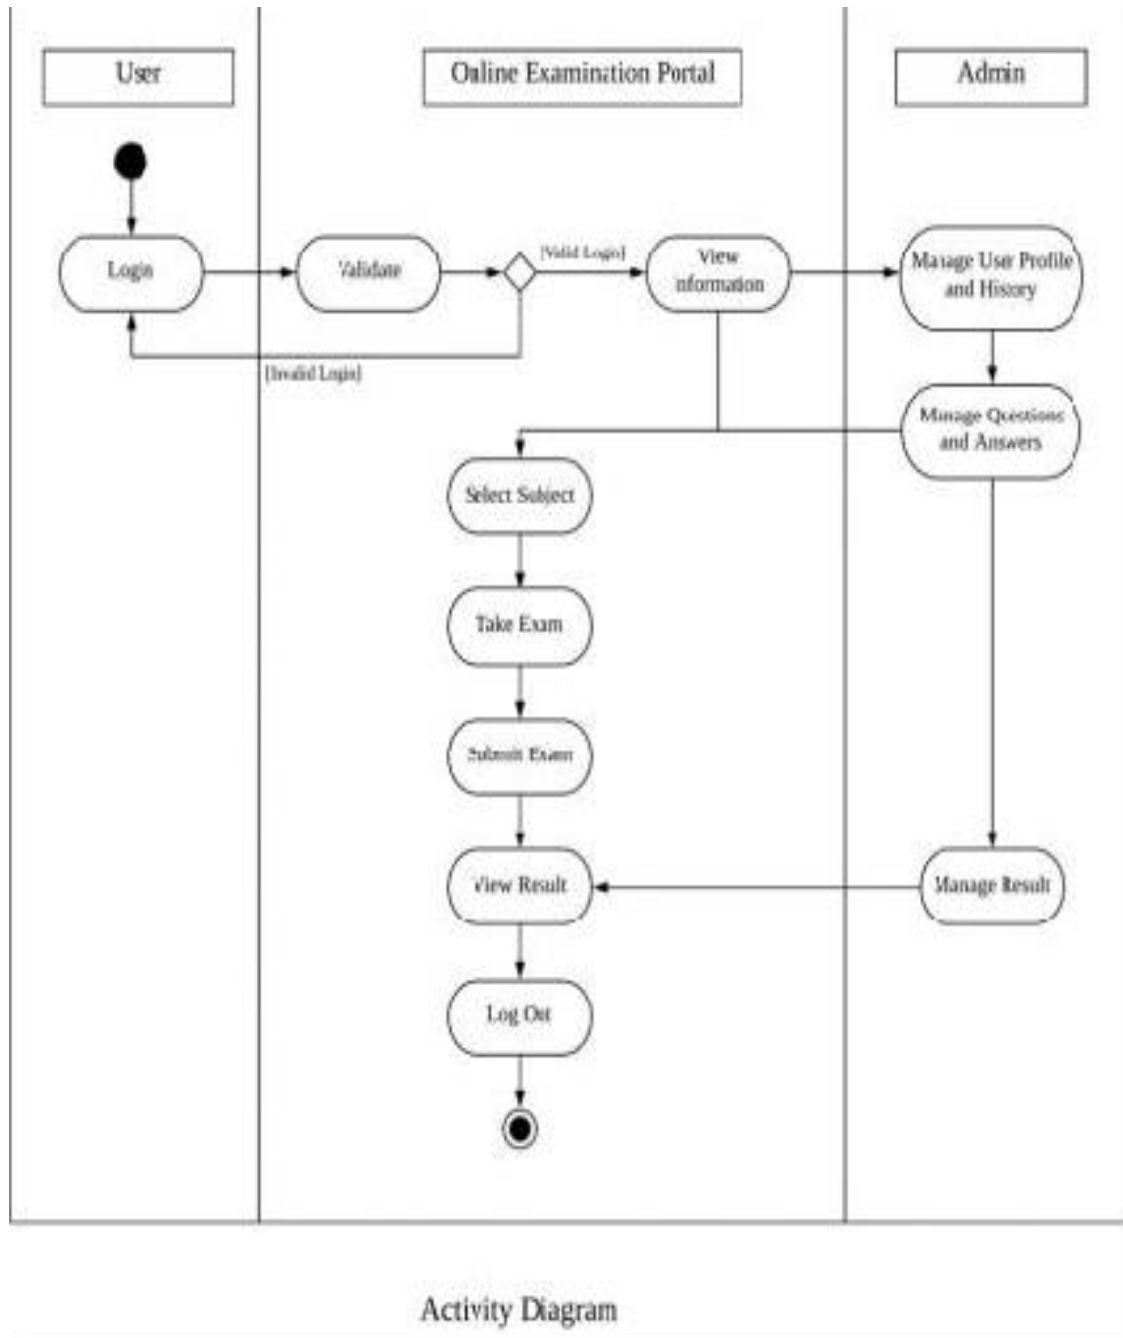 User
Online Examination Portal
Admin
Login
Validate
[Valid Login]
View
Information
Manage User Profile
and History
[Invalid Login]
Manage Questions
and Answers
Select Subject
Take Exam
Submit Exam
View Result
Manage Result
Log Out
Activity Diagram